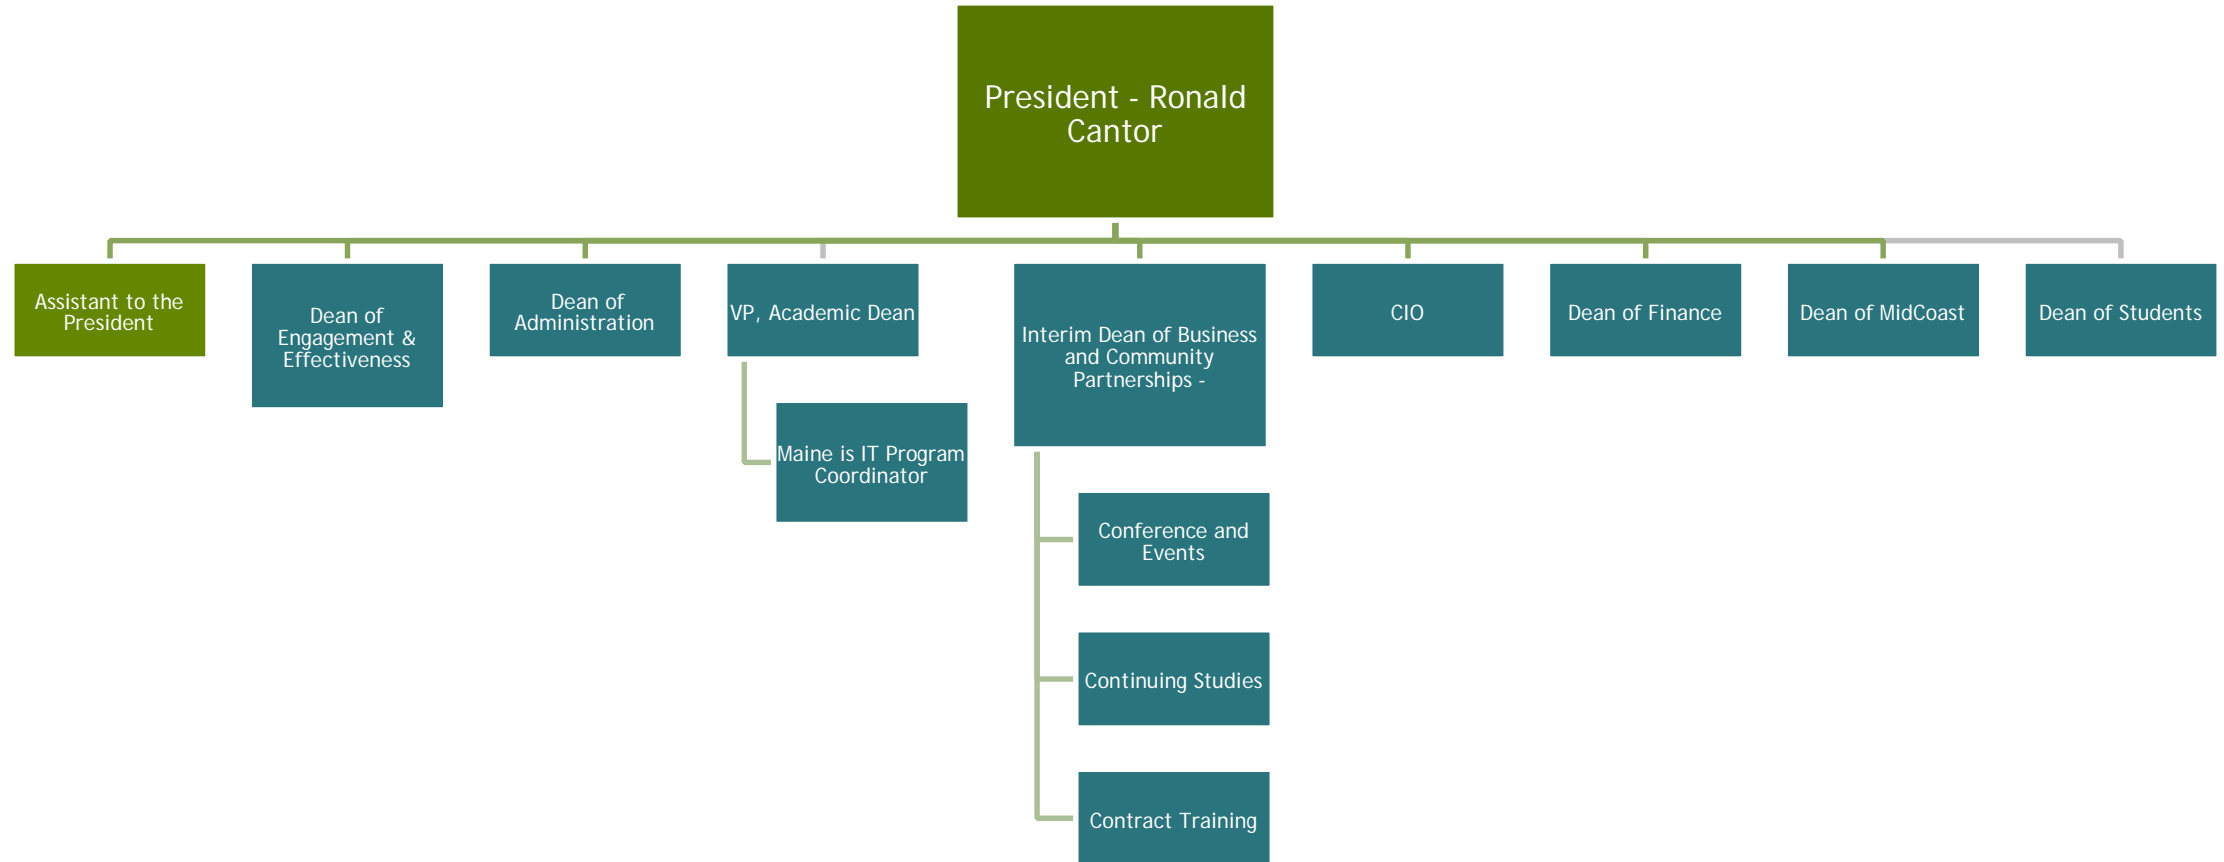 President - Ronald
Cantor
Assistant to the
President
Dean of
Engagement &
Effectiveness
Dean of
Administration
VP, Academic Dean
Interim Dean of Business
and Community
Partnerships -
CIO
Dean of Finance
Dean of MidCoast
Dean of Students
Maine is IT Program
Coordinator
Conference and
Events
Continuing Studies
Contract Training